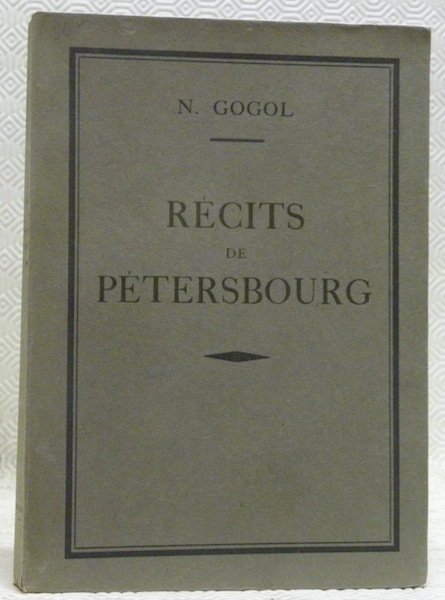 N. GOGOL
RÉCITS
DE
PÉTERSBOURG